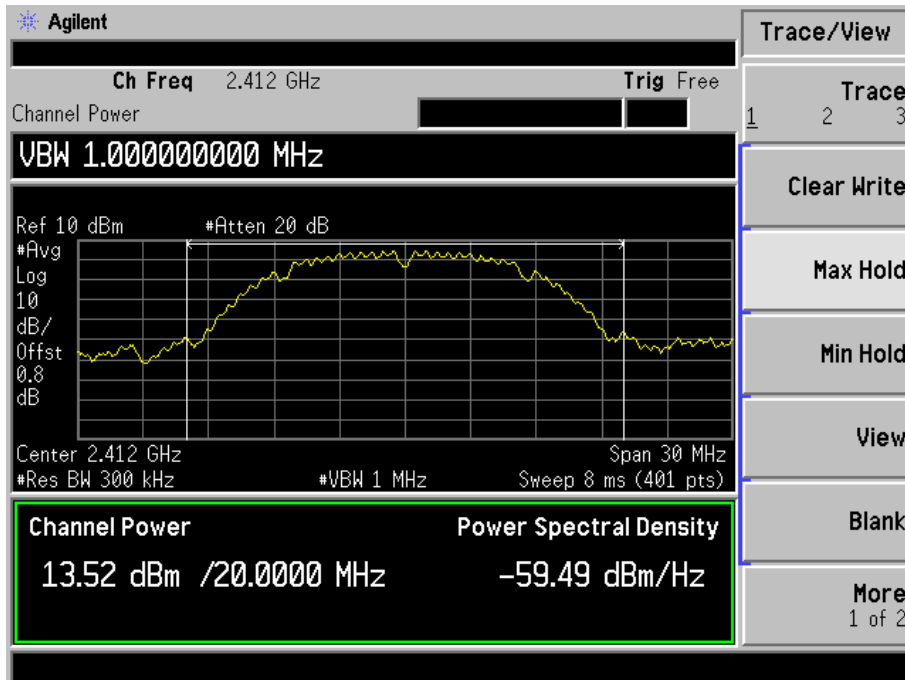 Agilent
Ch Freq 2.412 GHz Trig Free
Channel Power
VBW 1.000000000 MHz
Ref 10 dBm #Atten 20 dB
#Avg
Log
10
dB/
Offst
0.8
dB
Center 2.412 GHz Span 30 MHz
#Res BW 300 kHz #VBW 1 MHz Sweep 8 ms (401 pts)
Channel Power Power Spectral Density
13.52 dBm /20.0000 MHz -59.49 dBm/Hz
Trace/View
Trace
1 2 3
Clear Write
Max Hold
Min Hold
View
Blank
More
1 of 2